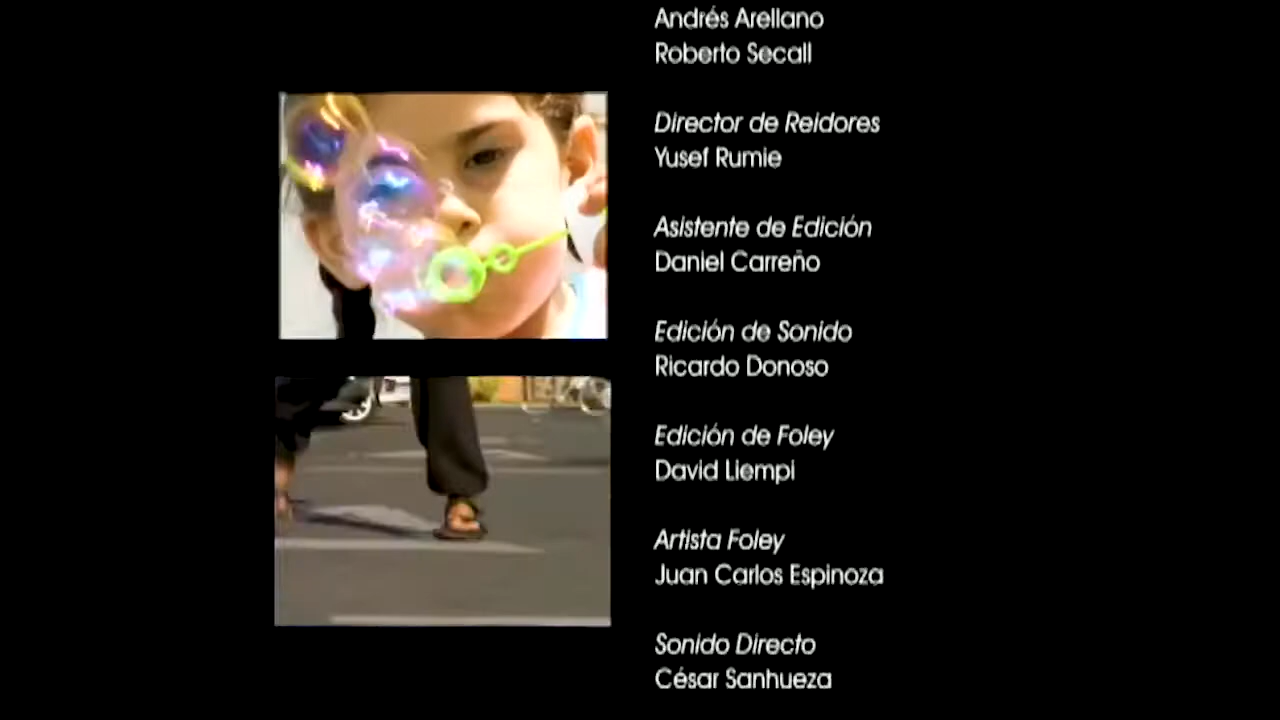 Andrés Arellano
Roberto Secall
Director de Reidores
Yusef Rumie
Asistente de Edición
Daniel Carreño
Edición de Sonido
Ricardo Donoso
Edición de Foley
David Liempi
Artista Foley
Juan Carlos Espinoza
Sonido Directo
César Sanhueza